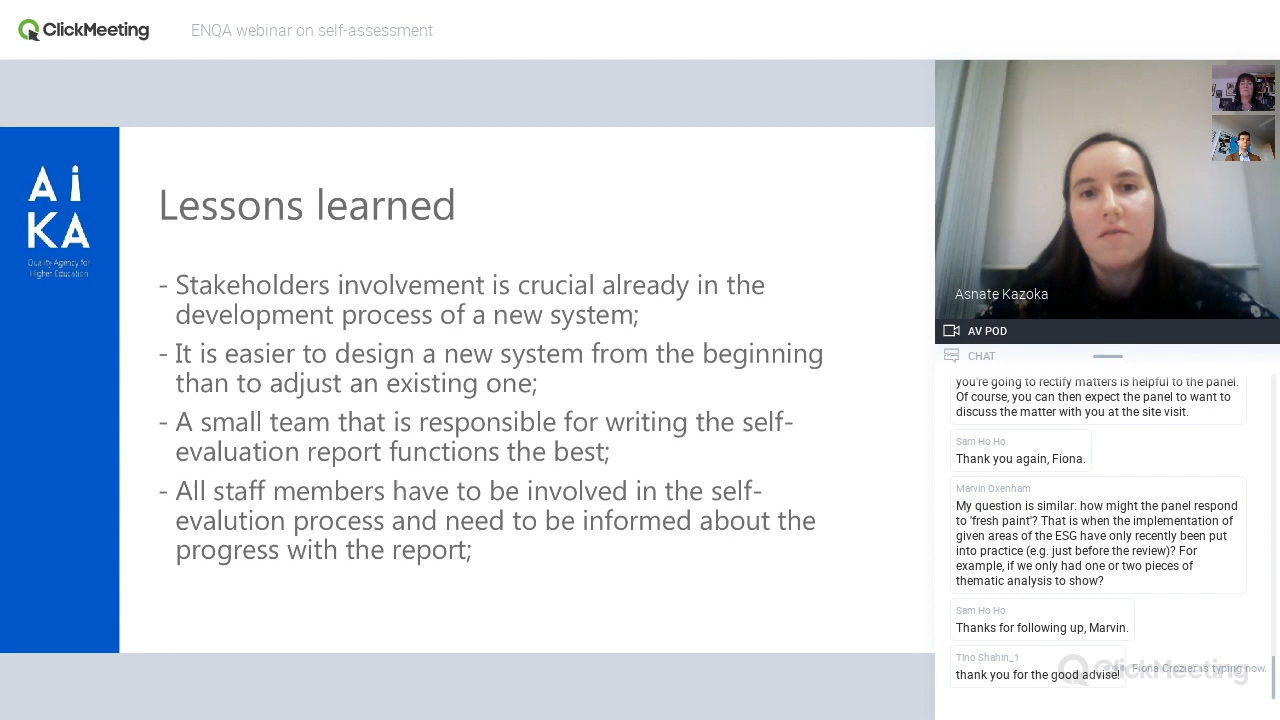 ClickMeeting
ENQA webinar on self-assessment
AIKA
Quality Agency for
Higher Education
Lessons learned
- Stakeholders involvement is crucial already in the
development process of a new system;
- It is easier to design a new system from the beginning
than to adjust an existing one;
- A small team that is responsible for writing the self-
evaluation report functions the best;
- All staff members have to be involved in the self-
evalution process and need to be informed about the
progress with the report;
Asnate Kazoka
AV POD
CHAT
you're going to rectify matters is helpful to the panel.
Of course, you can then expect the panel to want to
discuss the matter with you at the site visit.
Sam Ho Ho
Thank you again, Fiona.
Marvin Oxenham
My question is similar: how might the panel respond
to 'fresh paint'? That is when the implementation of
given areas of the ESG have only recently been put
into practice (e.g. just before the review)? For
example, if we only had one or two pieces of
thematic analysis to show?
Sam Ho Ho
Thanks for following up, Marvin.
Tino Shahin_1
thank you for the good advise!
Fiona Crozier is typing now.
ClickMeeting